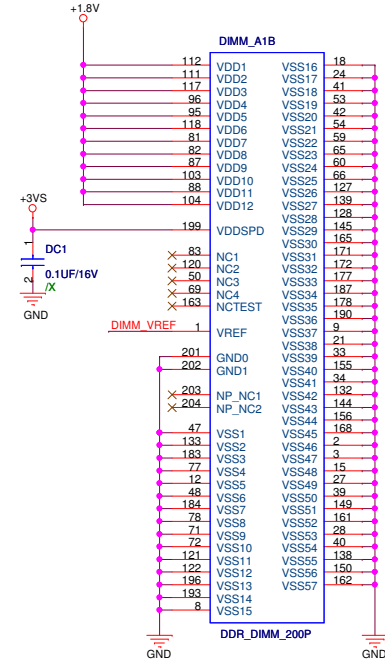 +1.8V
DIMM_A1B
112 VDD1 VSS16 18
111 VDD2 VSS17 24
117 VDD3 VSS18 41
96 VDD4 VSS19 53
95 VDD5 VSS20 42
118 VDD6 VSS21 54
81 VDD7 VSS22 59
82 VDD8 VSS23 65
87 VDD9 VSS24 60
103 VDD10 VSS25 66
88 VDD11 VSS26 127
104 VDD12 VSS27 139
VSS28 128
+3VS
199 VDDSPD VSS29 145
VSS30 165
1
DC1
0.1UF/16V
/X
2
GND
83 NC1 VSS31 171
120 NC2 VSS32 172
50 NC3 VSS33 177
69 NC4 VSS34 187
163 NCTEST VSS35 178
VSS36 190
DIMM_VREF 1 VREF VSS37 9
VSS38 21
201 GND0 VSS39 33
202 GND1 VSS40 155
VSS41 34
203 NP_NC1 VSS42 132
204 NP_NC2 VSS43 144
VSS44 156
47 VSS1 VSS45 168
133 VSS2 VSS46 2
183 VSS3 VSS47 3
77 VSS4 VSS48 15
12 VSS5 VSS49 27
48 VSS6 VSS50 39
184 VSS7 VSS51 149
78 VSS8 VSS52 161
71 VSS9 VSS53 28
72 VSS10 VSS54 40
121 VSS11 VSS55 138
122 VSS12 VSS56 150
196 VSS13 VSS57 162
193 VSS14
8 VSS15
DDR_DIMM_200P
GND
GND